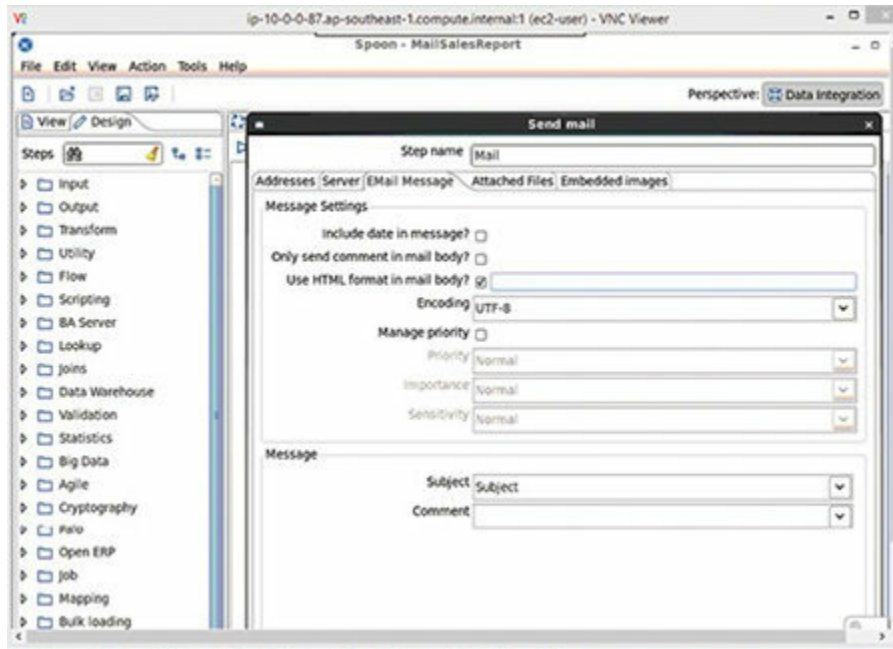 ip-10-0-0-87.ap-southeast-1.compute.internal:1 (ec2-user) - VNC Viewer
Spoon - MailSalesReport
File Edit View Action Tools Help
Perspective: Data Integration
View Design
Steps
Input
Output
Transform
Utility
Flow
Scripting
BA Server
Lookup
Joins
Data Warehouse
Validation
Statistics
Big Data
Agile
Cryptography
Palo
Open ERP
Job
Mapping
Bulk loading
Send mail
Step name Mail
Addresses Server EMail Message Attached Files Embedded images
Message Settings
Include date in message?
Only send comment in mail body?
Use HTML format in mail body?
Encoding UTF-8
Manage priority
Priority Normal
Importance Normal
Sensitivity Normal
Message
Subject Subject
Comment